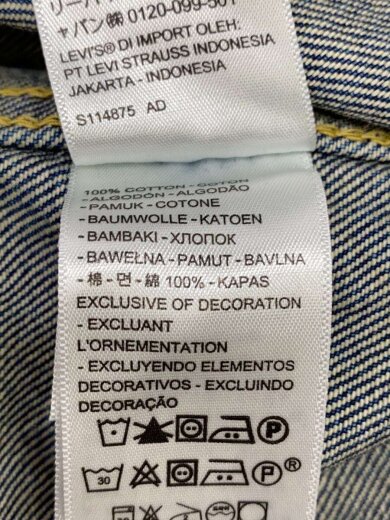 ャパン㈱ 0120-099-501
LEVI'S® DI IMPORT OLEH:
PT LEVI STRAUSS INDONESIA
JAKARTA - INDONESIA
S114875 AD
100% COTTON - COTON
- ALGODÓN - ALGODÃO
- PAMUK - COTONE
- BAUMWOLLE - KATOEN
- BAMBAKI - ХЛОПОК
- BAWEŁNA - PAMUT - BAVLNA
- 棉 - 면 - 綿 100% - KAPAS
EXCLUSIVE OF DECORATION
- EXCLUANT
L'ORNEMENTATION
- EXCLUYENDO ELEMENTOS
DECORATIVOS - EXCLUINDO
DECORAÇÃO
P
30 P®